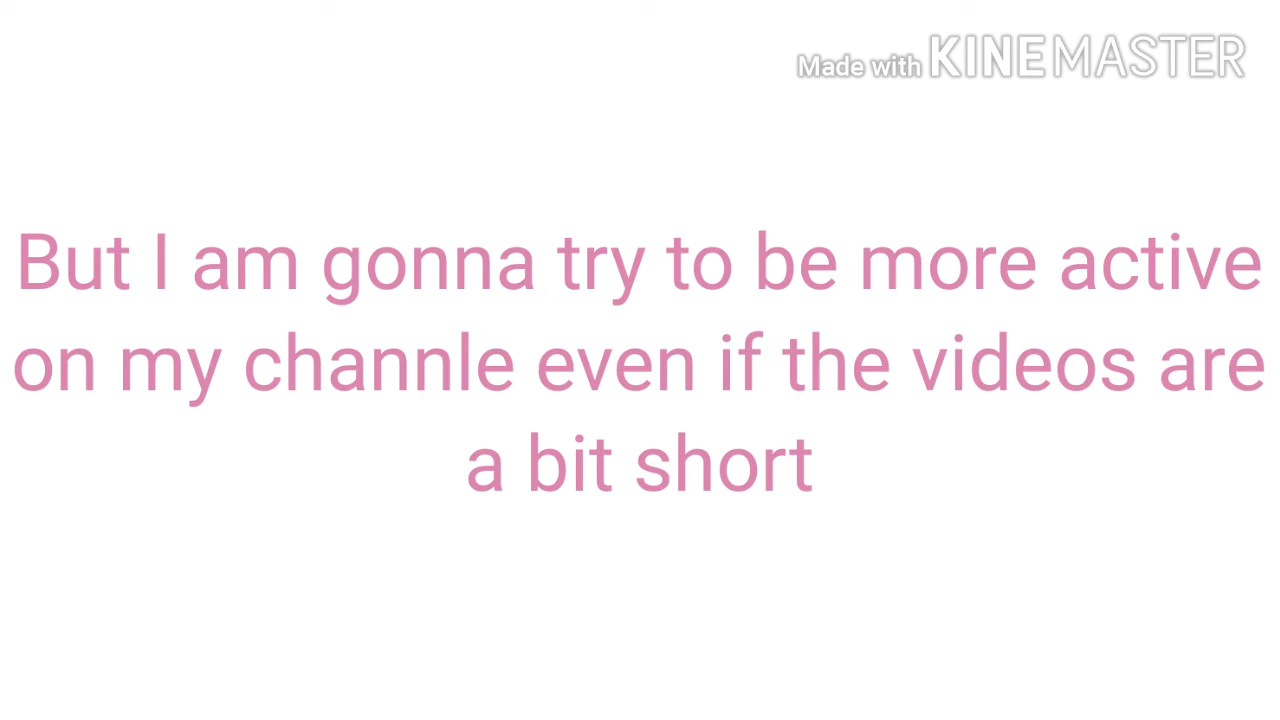 Made with KINEMASTER
But I am gonna try to be more active
on my channle even if the videos are
a bit short